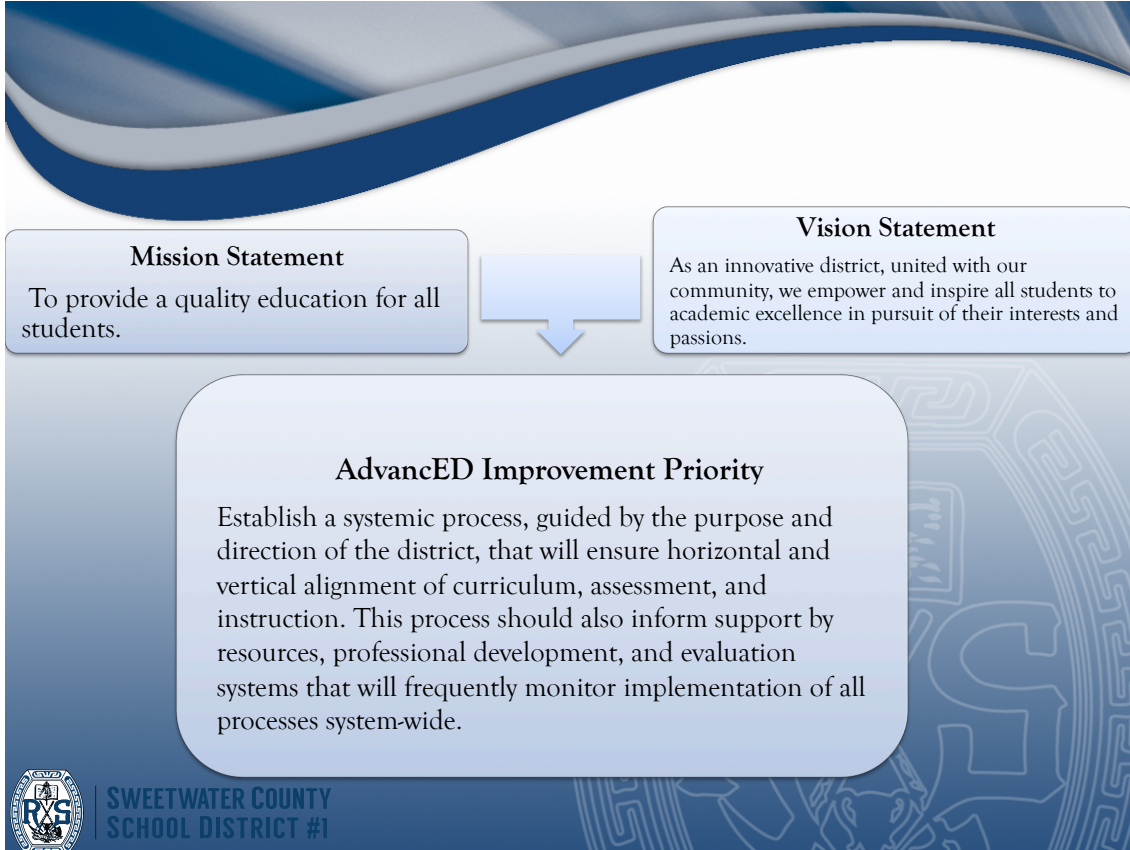 Mission Statement
To provide a quality education for all
students.
Vision Statement
As an innovative district, united with our
community, we empower and inspire all students to
academic excellence in pursuit of their interests and
passions.
AdvancED Improvement Priority
Establish a systemic process, guided by the purpose and
direction of the district, that will ensure horizontal and
vertical alignment of curriculum, assessment, and
instruction. This process should also inform support by
resources, professional development, and evaluation
systems that will frequently monitor implementation of all
processes system-wide.
RS
SWEETWATER COUNTY
SCHOOL DISTRICT #1